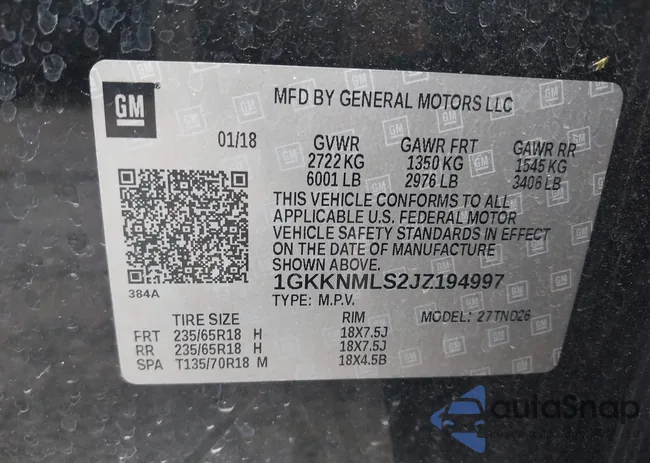 GM
MFD BY GENERAL MOTORS LLC
01/18
GVWR GAWR FRT GAWR RR
2722 KG 1350 KG 1545 KG
6001 LB 2976 LB 3406 LB
THIS VEHICLE CONFORMS TO ALL
APPLICABLE U.S. FEDERAL MOTOR
VEHICLE SAFETY STANDARDS IN EFFECT
ON THE DATE OF MANUFACTURE
SHOWN ABOVE.
384A
1GKKNMLS2JZ194997
TYPE: M.P.V.
TIRE SIZE RIM MODEL: 27TND26
FRT 235/65R18 H 18X7.5J
RR 235/65R18 H 18X7.5J
SPA T135/70R18 M 18X4.5B
autoSnap